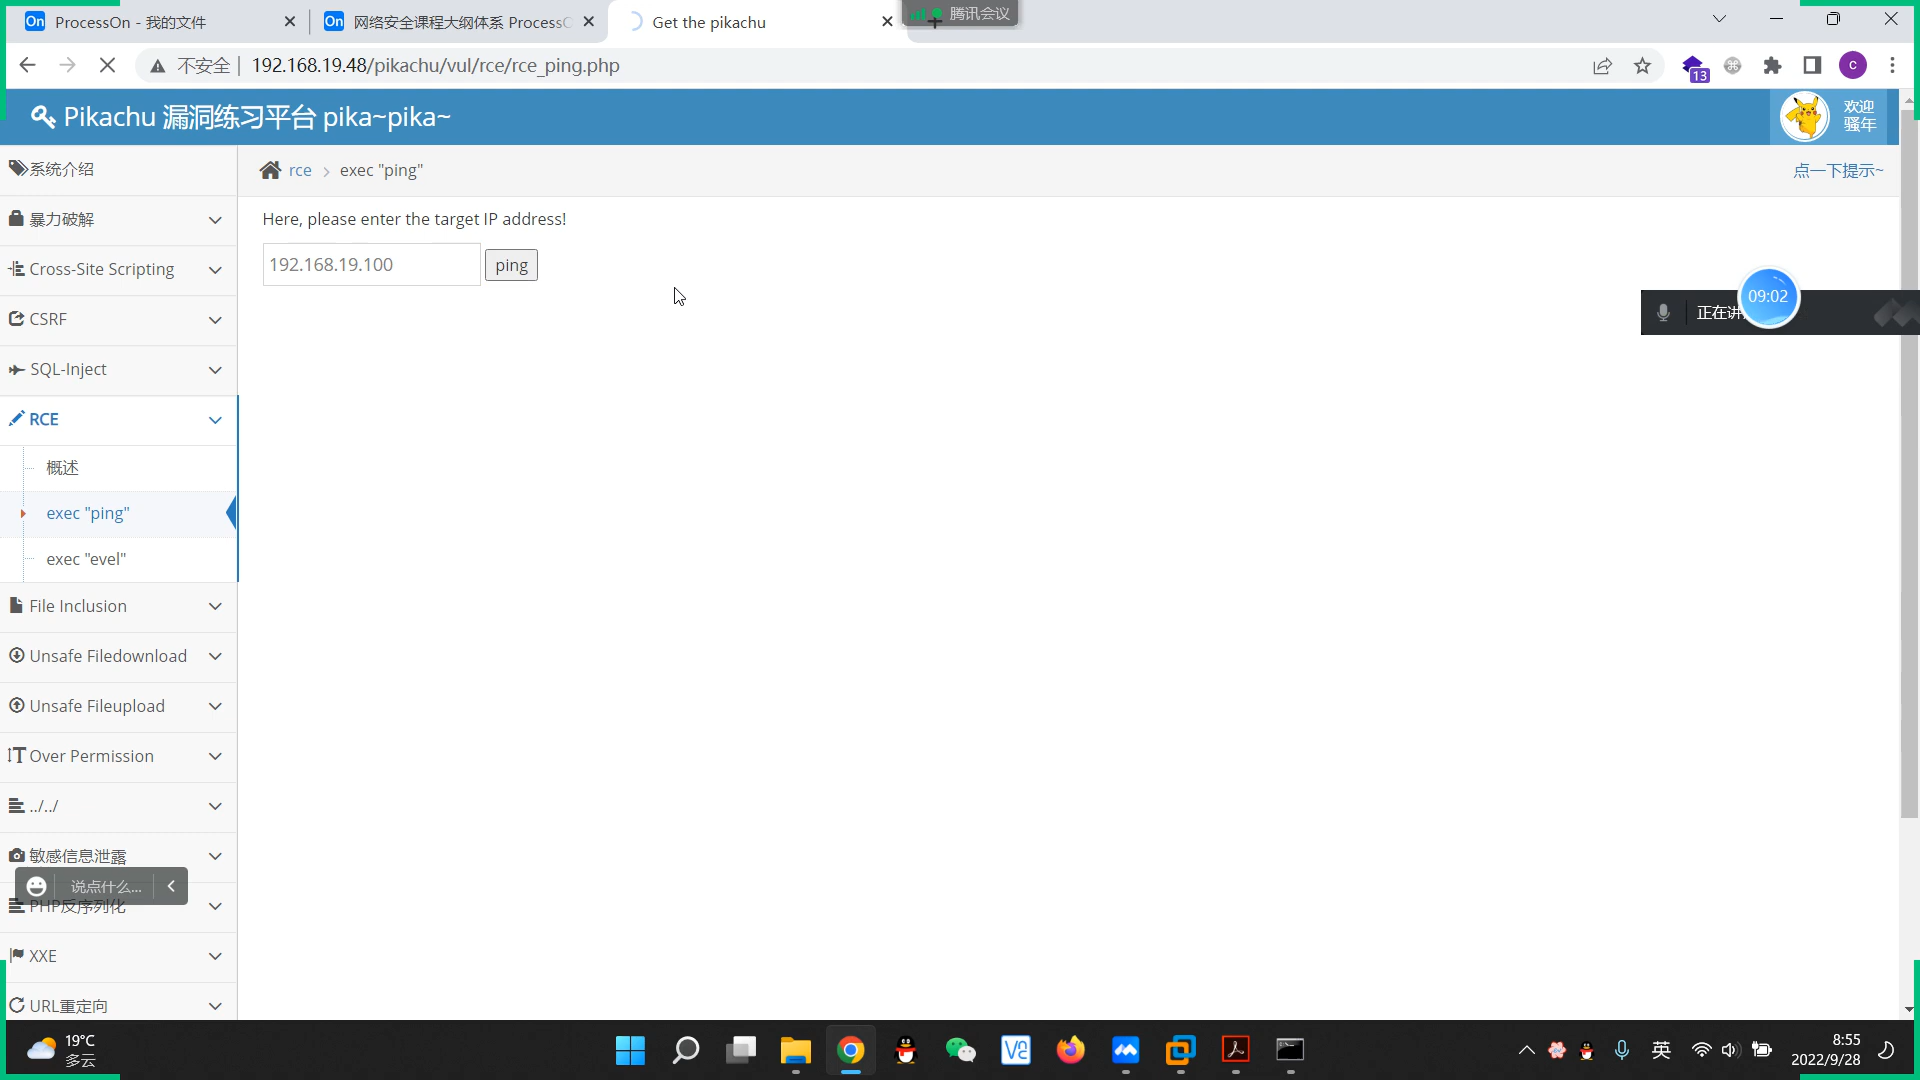 ProcessOn - 我的文件
网络安全课程大纲体系 Process
Get the pikachu
腾讯会议
不安全
192.168.19.48/pikachu/vul/rce/rce_ping.php
13
C
Pikachu 漏洞练习平台 pika~pika~
欢迎
骚年
系统介绍
rce
exec "ping"
点一下提示~
暴力破解
Here, please enter the target IP address!
192.168.19.100
ping
Cross-Site Scripting
09:02
正在讲
CSRF
SQL-Inject
RCE
概述
exec "ping"
exec "evel"
File Inclusion
Unsafe Filedownload
Unsafe Fileupload
Over Permission
../../
敏感信息泄露
说点什么...
PHP反序列化
XXE
URL重定向
19°C
多云
英
8:55
2022/9/28